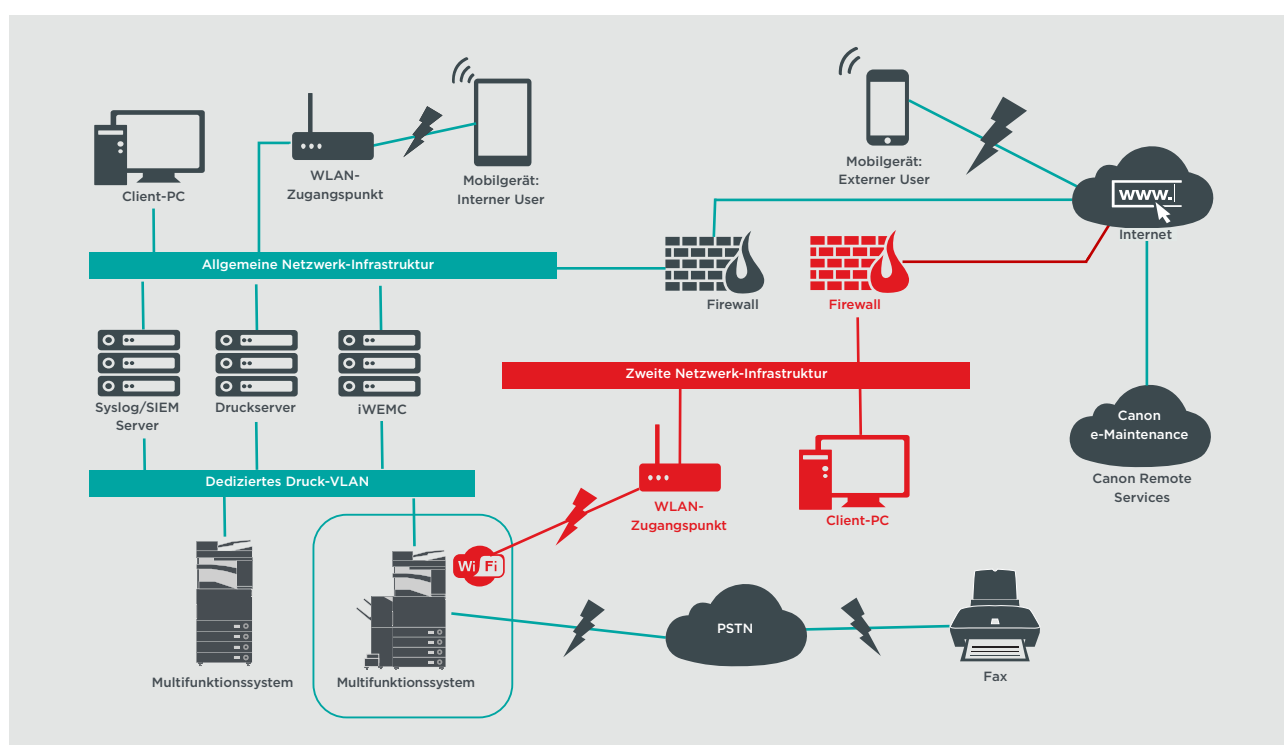 Client-PC
WLAN-
Zugangspunkt
Mobilgerät:
Interner User
Mobilgerät:
Externer User
www.
Internet
Allgemeine Netzwerk-Infrastruktur
Firewall
Firewall
Syslog/SIEM
Server
Druckserver
iWEMC
Zweite Netzwerk-Infrastruktur
Canon
e-Maintenance
Canon Remote
Services
Dediziertes Druck-VLAN
WLAN-
Zugangspunkt
Client-PC
WiFi
PSTN
Multifunktionssystem
Multifunktionssystem
Fax